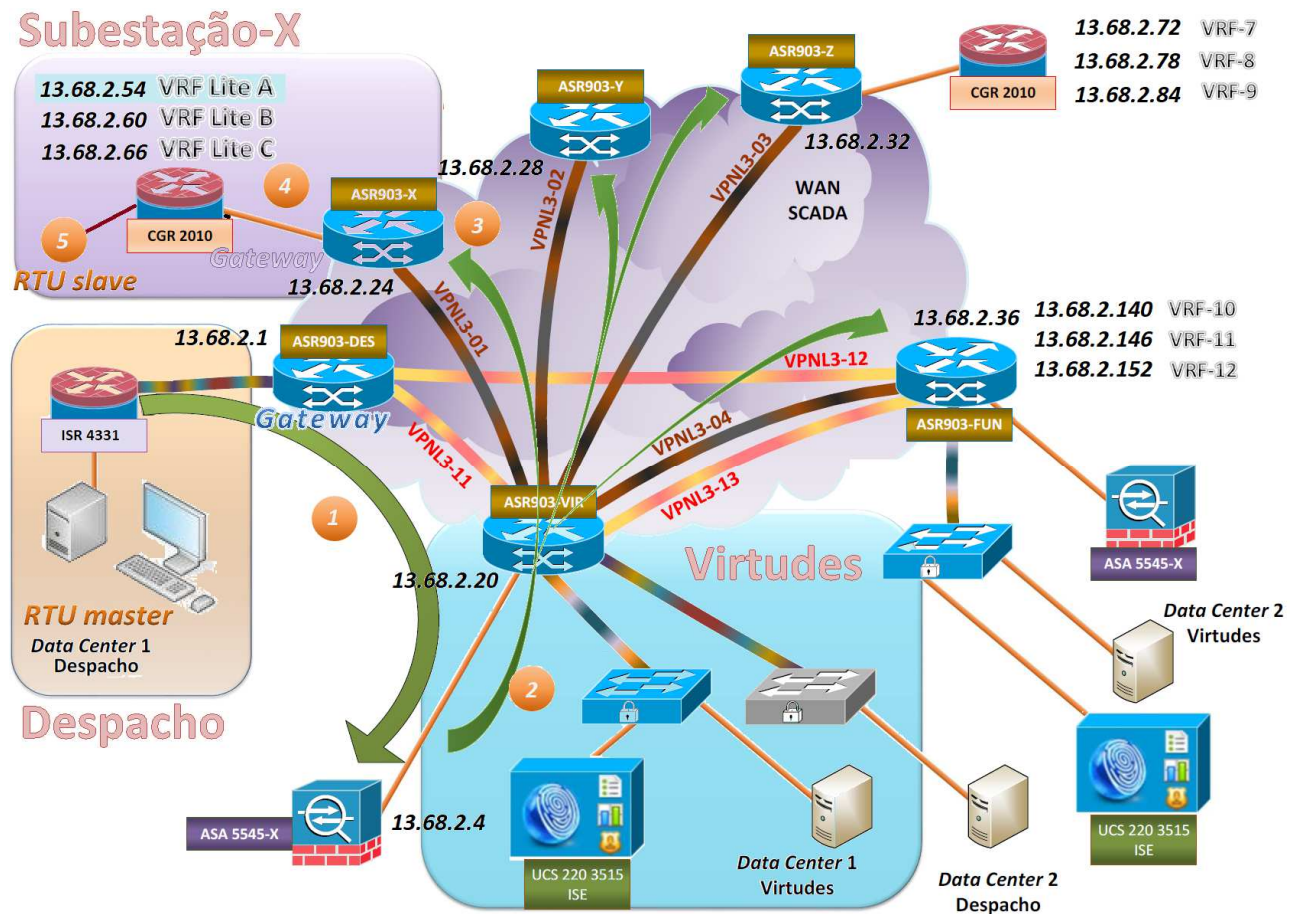 Subestação-X
13.68.2.54 VRF Lite A
13.68.2.60 VRF Lite B
13.68.2.66 VRF Lite C
4
5
CGR 2010
Gateway
RTU slave
ASR903-X
3
13.68.2.24
13.68.2.28
ASR903-Y
ASR903-Z
13.68.2.32
CGR 2010
13.68.2.72 VRF-7
13.68.2.78 VRF-8
13.68.2.84 VRF-9
WAN
SCADA
VPNL3-01
VPNL3-02
VPNL3-03
13.68.2.1
ASR903-DES
Gateway
ISR 4331
1
RTU master
Data Center 1
Despacho
Despacho
VPNL3-11
VPNL3-12
VPNL3-04
VPNL3-13
13.68.2.36
13.68.2.140 VRF-10
13.68.2.146 VRF-11
13.68.2.152 VRF-12
ASR903-FUN
ASA 5545-X
ASR903-VIR
13.68.2.20
Virtudes
2
ASA 5545-X
13.68.2.4
UCS 220 3515
ISE
Data Center 1
Virtudes
Data Center 2
Despacho
Data Center 2
Virtudes
UCS 220 3515
ISE